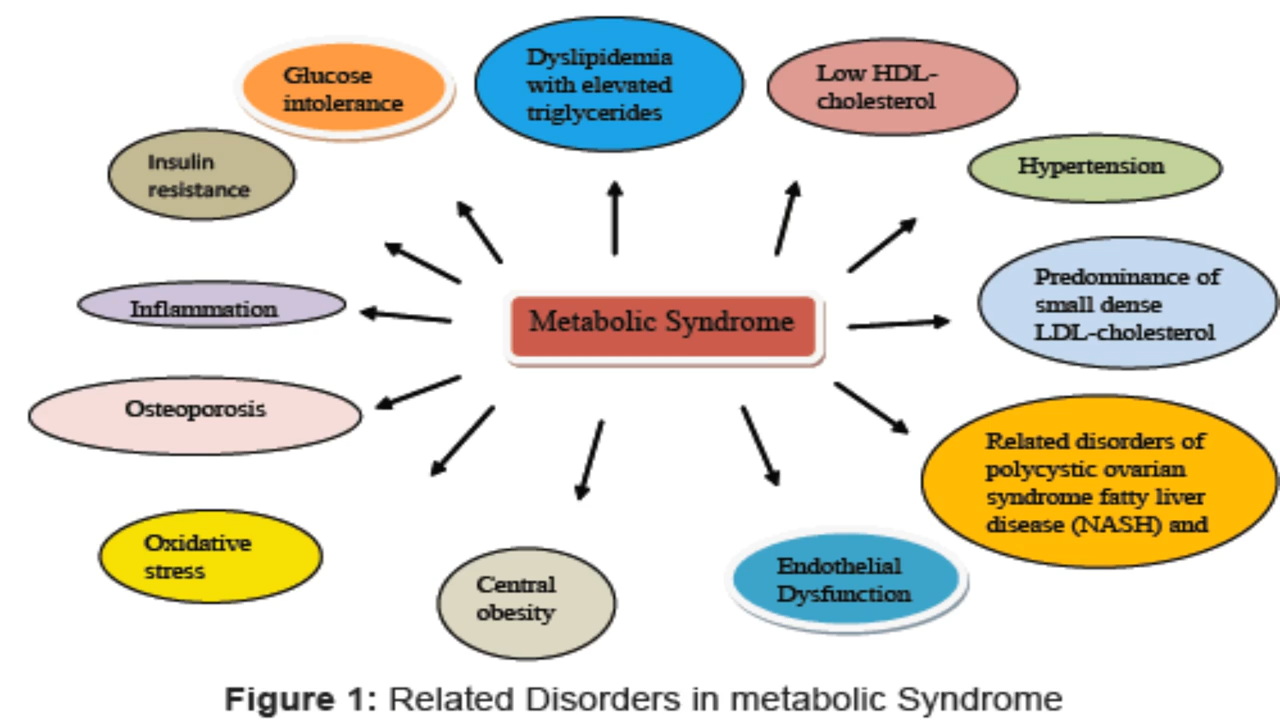 Glucose
intolerance
Dyslipidemia
with elevated
triglycerides
Low HDL-
cholesterol
Insulin
resistance
Hypertension
Inflammation
Metabolic Syndrome
Predominance of
small dense
LDL-cholesterol
Osteoporosis
Related disorders of
polycystic ovarian
syndrome fatty liver
disease (NASH) and
Oxidative
stress
Central
obesity
Endothelial
Dysfunction
Figure 1: Related Disorders in metabolic Syndrome